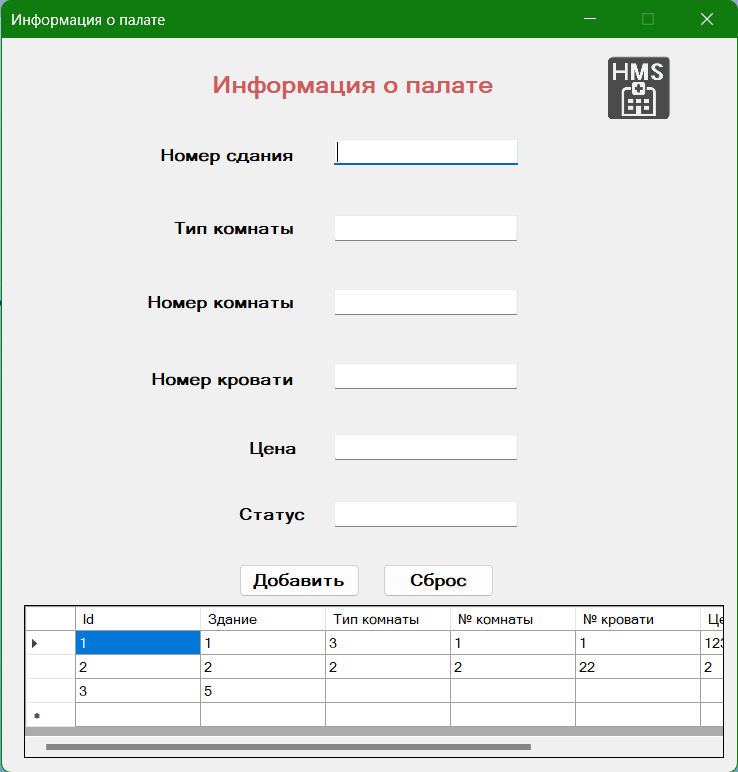 Информация о палате
HMS
Информация о палате
Номер сдания
Тип комнаты
Номер комнаты
Номер кровати
Цена
Статус
Добавить Сброс
Id Здание Тип комнаты № комнаты № кровати Це
1 1 3 1 1 123
2 2 2 2 22 2
3 5